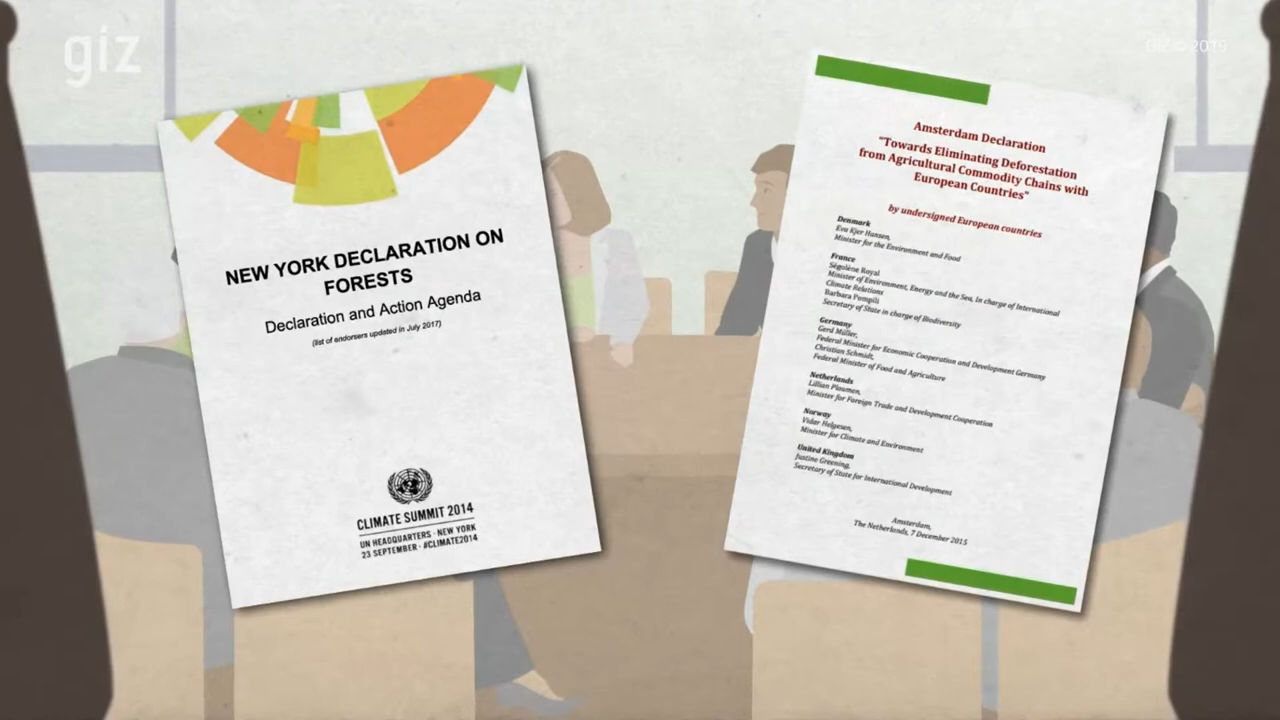 giz
GIZ © 2019
NEW YORK DECLARATION ON
FORESTS
Declaration and Action Agenda
(list of endorsers updated in July 2017)
CLIMATE SUMMIT 2014
UN HEADQUARTERS · NEW YORK
23 SEPTEMBER · #CLIMATE2014
Amsterdam Declaration
"Towards Eliminating Deforestation
from Agricultural Commodity Chains with
European Countries"
by undersigned European countries
Denmark
Eva Kjer Hansen,
Minister for the Environment and Food
France
Ségolène Royal
Minister of Environment, Energy and the Sea, in charge of International
Climate Relations
Barbara Pompili
Secretary of State in charge of Biodiversity
Germany
Gerd Müller,
Federal Minister for Economic Cooperation and Development Germany
Christian Schmidt,
Federal Minister of Food and Agriculture
Netherlands
Lillian Ploumen,
Minister for Foreign Trade and Development Cooperation
Norway
Vidar Helgesen,
Minister for Climate and Environment
United Kingdom
Justine Greening,
Secretary of State for International Development
Amsterdam,
The Netherlands, 7 December 2015